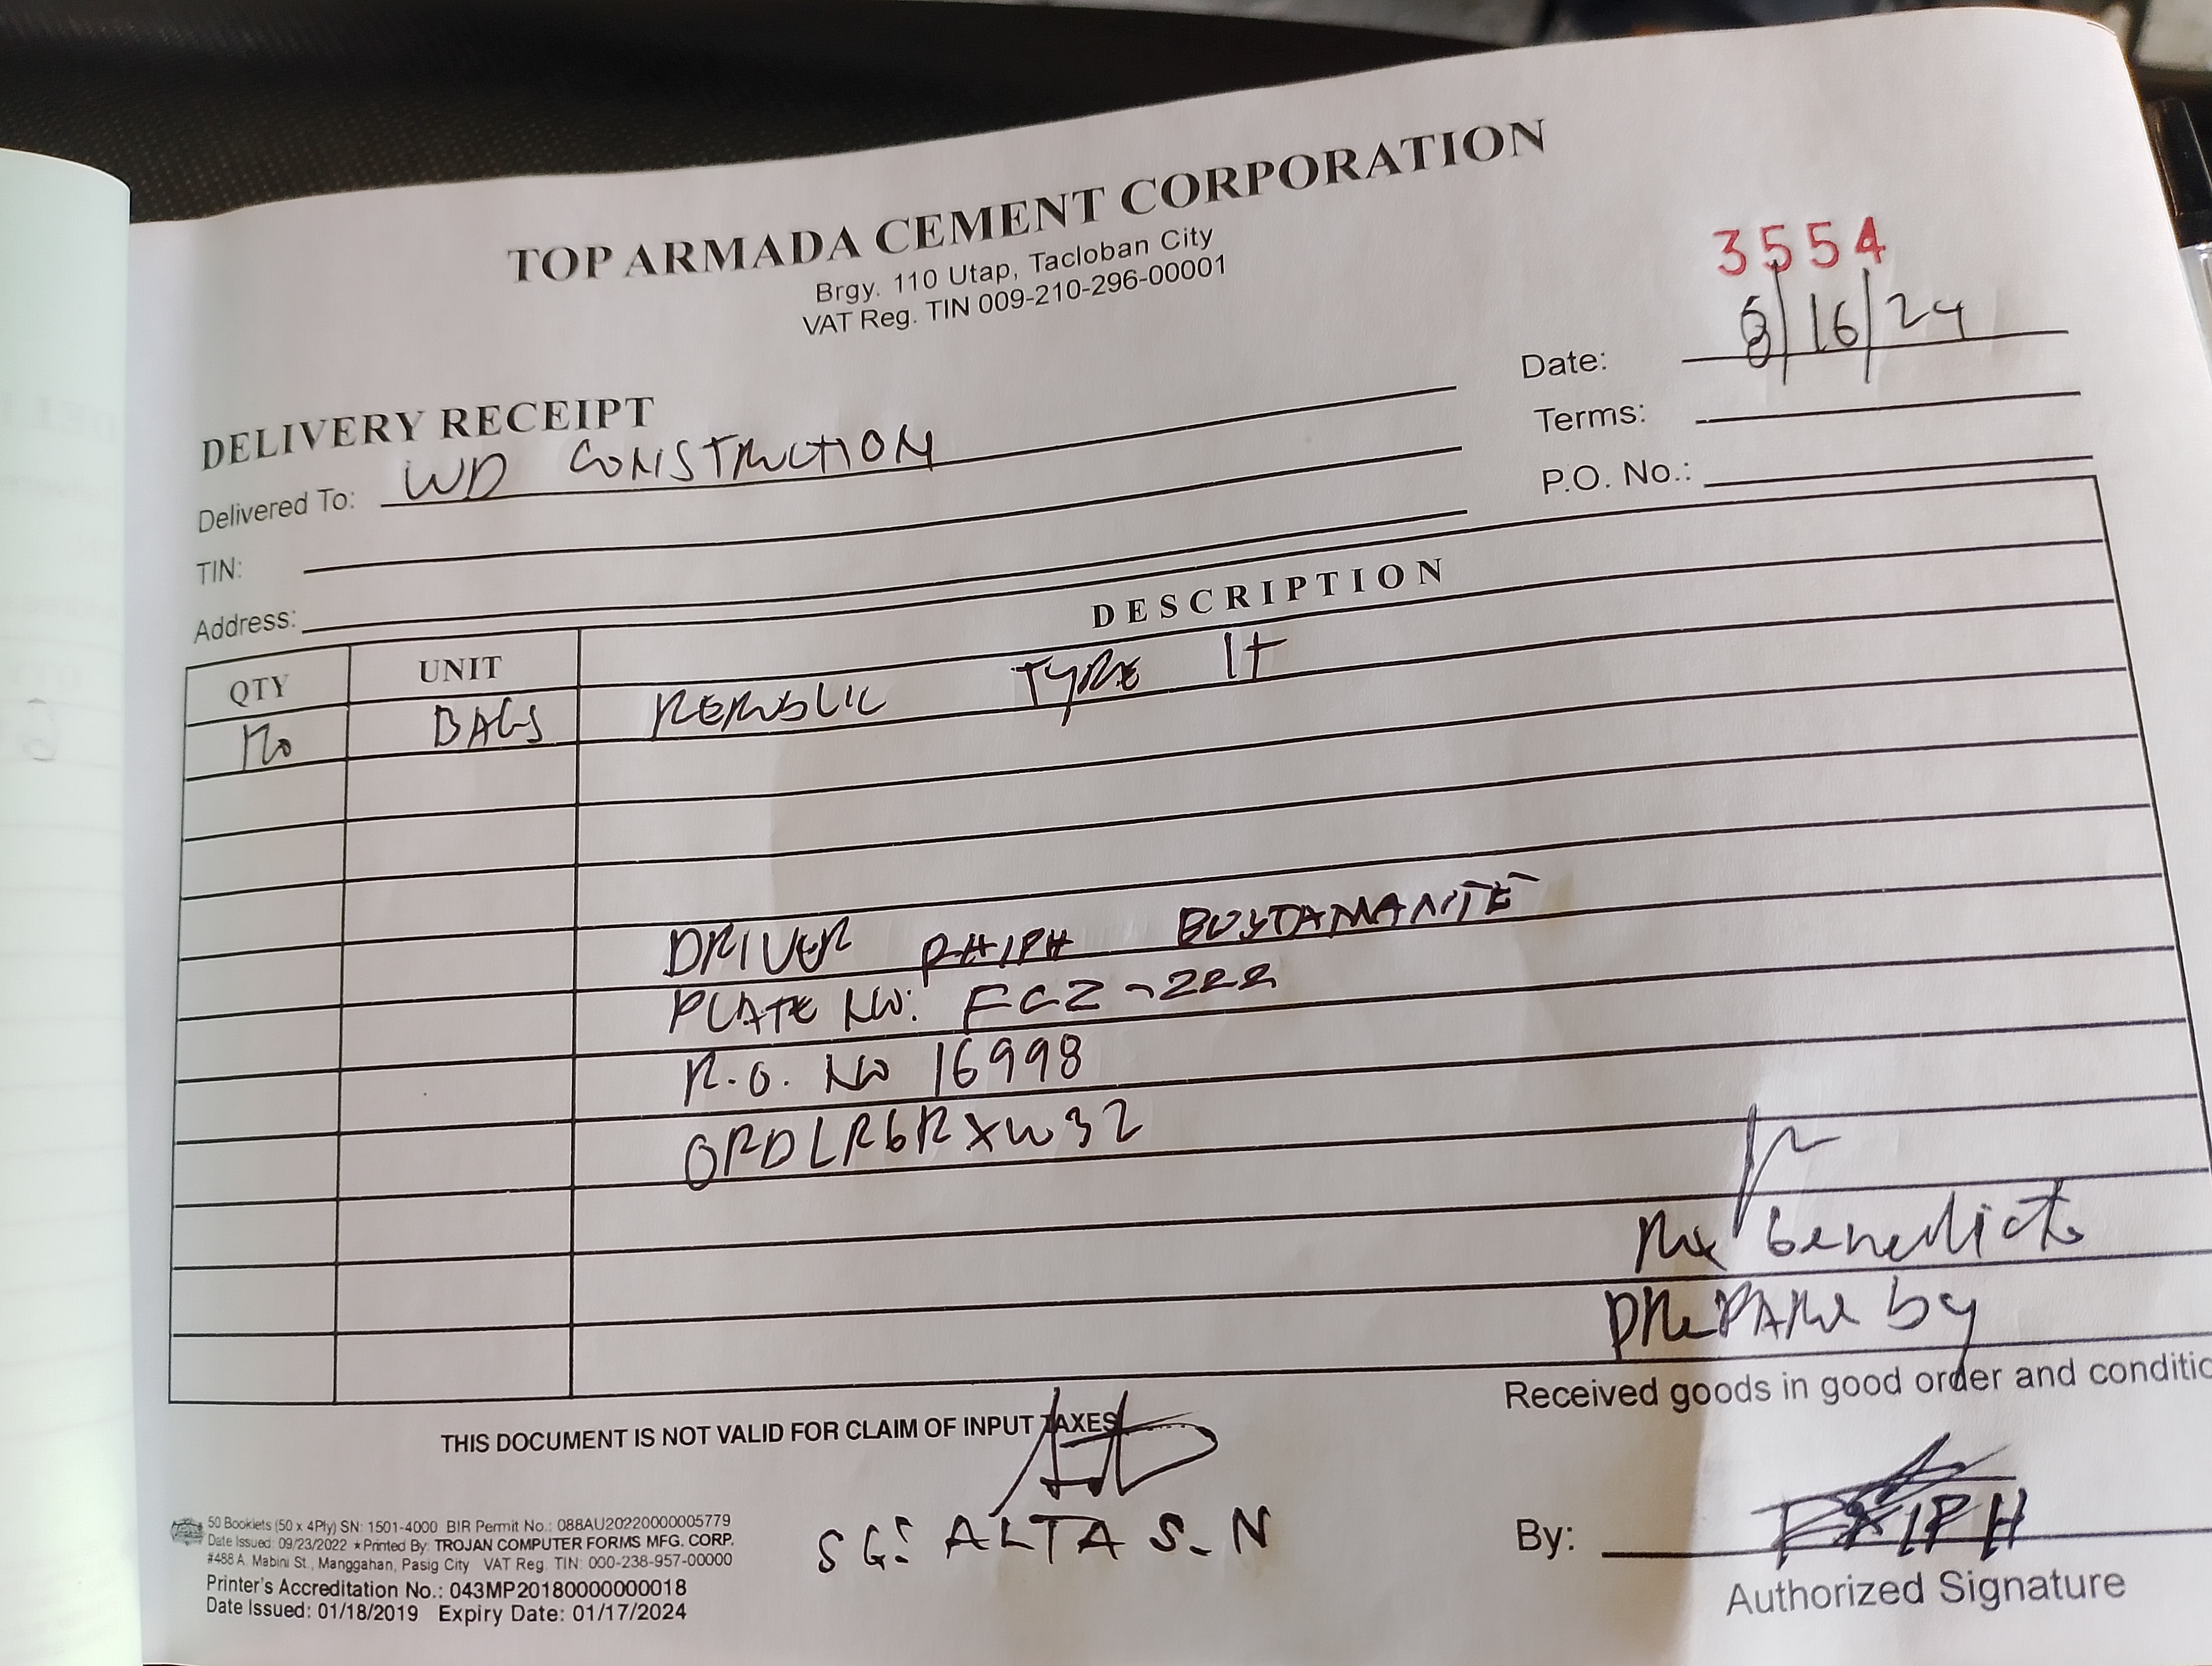 TOP ARMADA CEMENT CORPORATION
Brgy. 110 Utap, Tacloban City
VAT Reg. TIN 009-210-296-00001
3554
Date: 8/16/24
Terms:
P.O. No.:
DELIVERY RECEIPT
Delivered To: WD CONSTRUCTION
TIN:
Address:
QTY UNIT DESCRIPTION
BAGS REPUBLIC TYPE 1T
DRIVER RHIPH BUSTAMANTE
PLATE NO: FCZ-222
R.O. NO 16998
ORDLR6RXW32
benedicto
PREPARE by
Received goods in good order and conditio
THIS DOCUMENT IS NOT VALID FOR CLAIM OF INPUT TAXES
SG: ALTA S. N
By: RHIPH
Authorized Signature
50 Booklets (50 x 4Ply) SN: 1501-4000 BIR Permit No.: 088AU20220000005779
Date Issued: 09/23/2022 ★Printed By: TROJAN COMPUTER FORMS MFG. CORP.
#488 A. Mabini St., Manggahan, Pasig City VAT Reg. TIN: 000-238-957-00000
Printer's Accreditation No.: 043MP20180000000018
Date Issued: 01/18/2019 Expiry Date: 01/17/2024